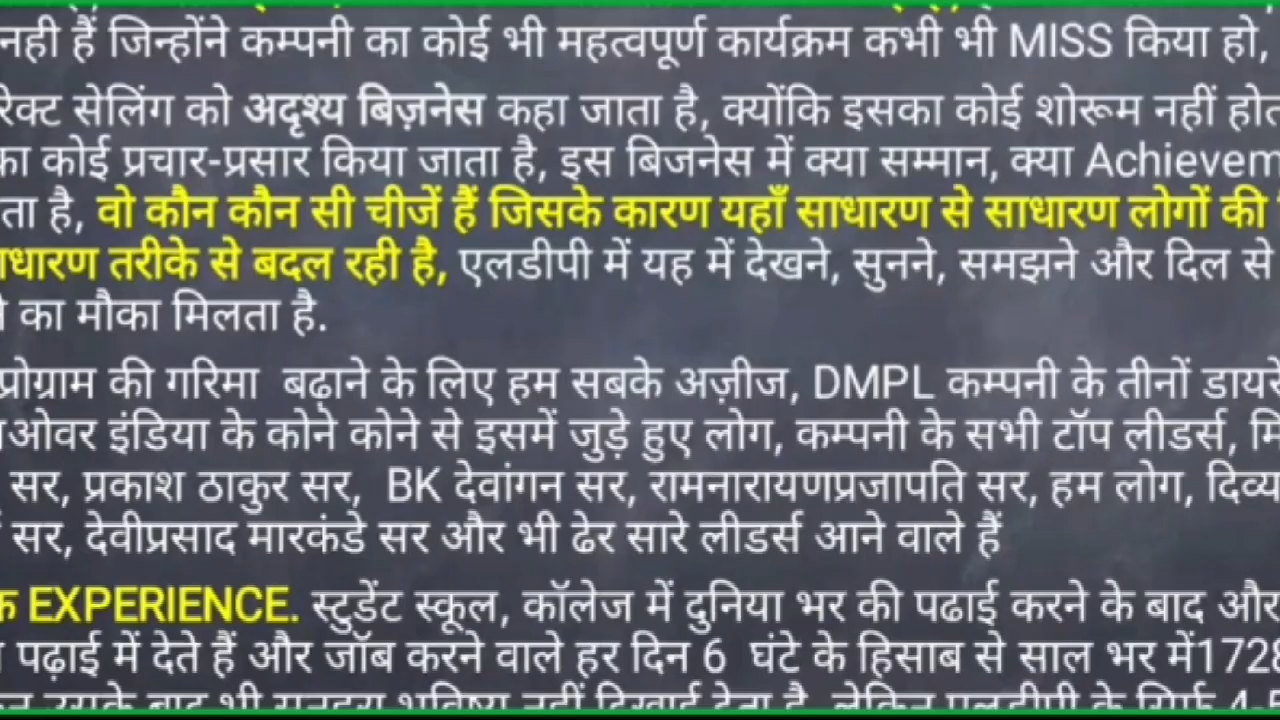 नही हैं जिन्होंने कम्पनी का कोई भी महत्वपूर्ण कार्यक्रम कभी भी MISS किया हो,
सेलिंग को अदृश्य बिज़नेस कहा जाता है, क्योंकि इसका कोई शोरूम नहीं
कोई प्रचार-प्रसार किया जाता है, इस बिजनेस में क्या सम्मान, क्या
है, वो कौन कौन सी चीजें हैं जिसके कारण यहाँ साधारण से साधारण लोगों की
तरीके से बदल रही है, एलडीपी में यह में देखने, सुनने, समझने और दिल से
का मौका मिलता है.
प्रोग्राम की गरिमा बढ़ाने के लिए हम सबके अज़ीज, DMPL कम्पनी के तीनों
इंडिया के कोने कोने से इसमें जुड़े हुए लोग, कम्पनी के सभी टॉप लीडर्स,
सर, प्रकाश ठाकुर सर, BK देवांगन सर, रामनारायणप्रजापति सर, हम लोग,
सर, देवीप्रसाद मारकंडे सर और भी ढेर सारे लीडर्स आने वाले हैं
EXPERIENCE. स्टुडेंट स्कूल, कॉलेज में दुनिया भर की पढाई करने के बाद और
पढ़ाई में देते हैं और जॉब करने वाले हर दिन 6 घंटे के हिसाब से साल भर में1728